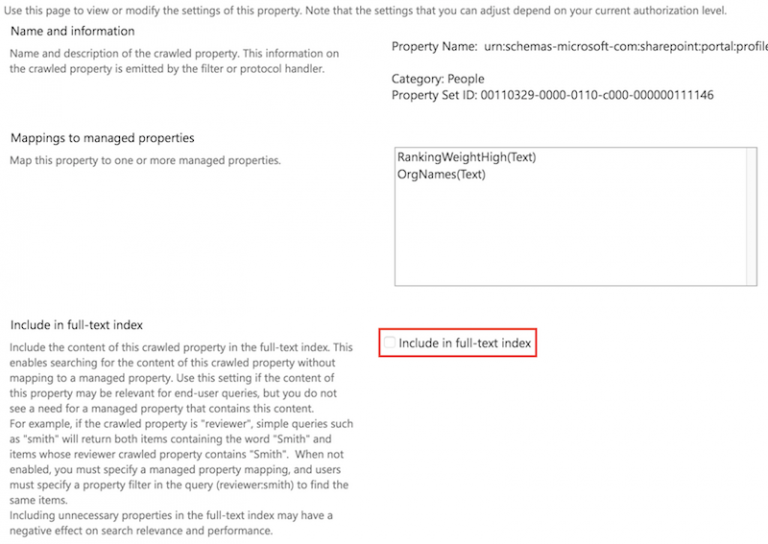 Use this page to view or modify the settings of this property. Note that the settings that you can adjust depend on your current authorization level.
Name and information
Name and description of the crawled property. This information on
the crawled property is emitted by the filter or protocol handler.
Property Name: urn:schemas-microsoft-com:sharepoint:portal:profile
Category: People
Property Set ID: 00110329-0000-0110-c000-000000111146
Mappings to managed properties
Map this property to one or more managed properties.
RankingWeightHigh(Text)
OrgNames(Text)
Include in full-text index
Include the content of this crawled property in the full-text index. This
enables searching for the content of this crawled property without
mapping to a managed property. Use this setting if the content of
this property may be relevant for end-user queries, but you do not
see a need for a managed property that contains this content.
For example, if the crawled property is "reviewer", simple queries such
as "smith" will return both items containing the word "Smith" and
items whose reviewer crawled property contains "Smith". When not
enabled, you must specify a managed property mapping, and users
must specify a property filter in the query (reviewer:smith) to find the
same items.
Including unnecessary properties in the full-text index may have a
negative effect on search relevance and performance.
Include in full-text index